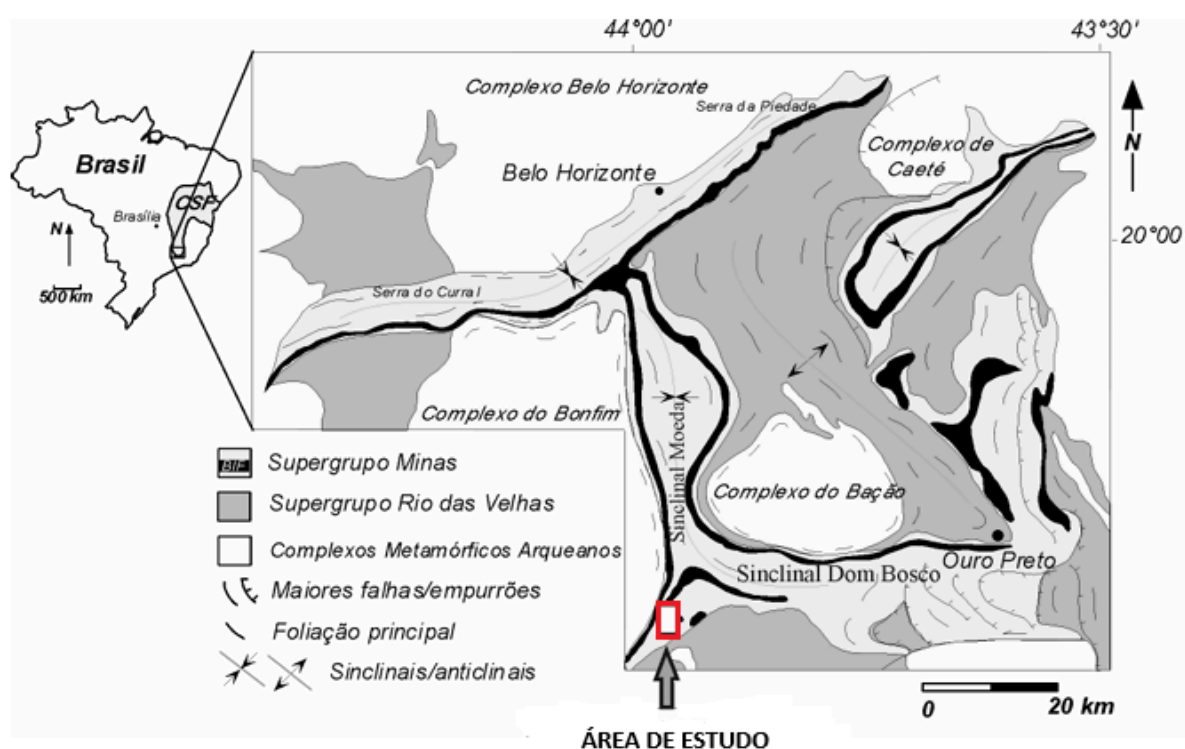 44°00'
43°30'
Complexo Belo Horizonte
Serra da Piedade
Complexo de
Caeté
Brasil
Belo Horizonte
CSF
Brasília
N
N
20°00
500 km
Serra do Curral
Complexo do Bonfim
Sinclinal Moeda
BIF Supergrupo Minas
Supergrupo Rio das Velhas
Complexo do Bação
Complexos Metamórficos Arqueanos
Ouro Preto
Sinclinal Dom Bosco
Maiores falhas/empurrões
Foliação principal
Sinclinais/anticlinais
0 20 km
ÁREA DE ESTUDO